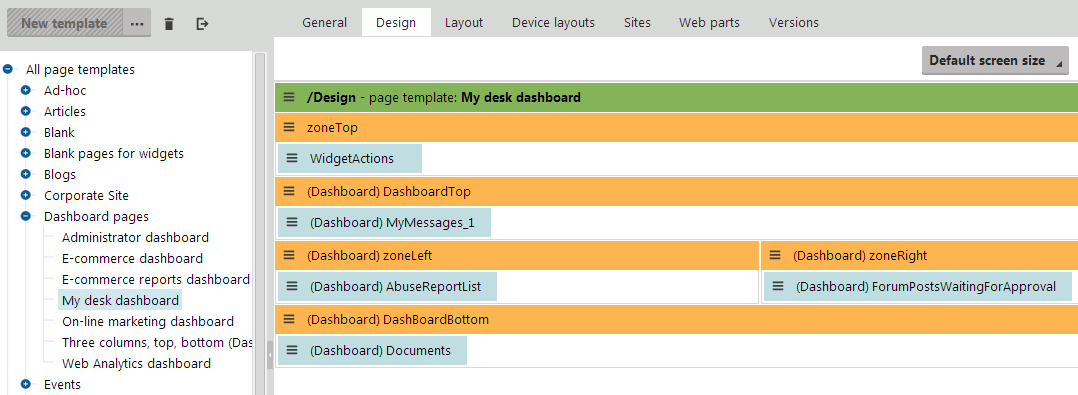 New template ...
General Design Layout Device layouts Sites Web parts Versions
Default screen size
All page templates
Ad-hoc
Articles
Blank
Blank pages for widgets
Blogs
Corporate Site
Dashboard pages
Administrator dashboard
E-commerce dashboard
E-commerce reports dashboard
My desk dashboard
On-line marketing dashboard
Three columns, top, bottom (Das
Web Analytics dashboard
Events
/Design - page template: My desk dashboard
zoneTop
WidgetActions
(Dashboard) DashboardTop
(Dashboard) MyMessages_1
(Dashboard) zoneLeft
(Dashboard) AbuseReportList
(Dashboard) zoneRight
(Dashboard) ForumPostsWaitingForApproval
(Dashboard) DashBoardBottom
(Dashboard) Documents